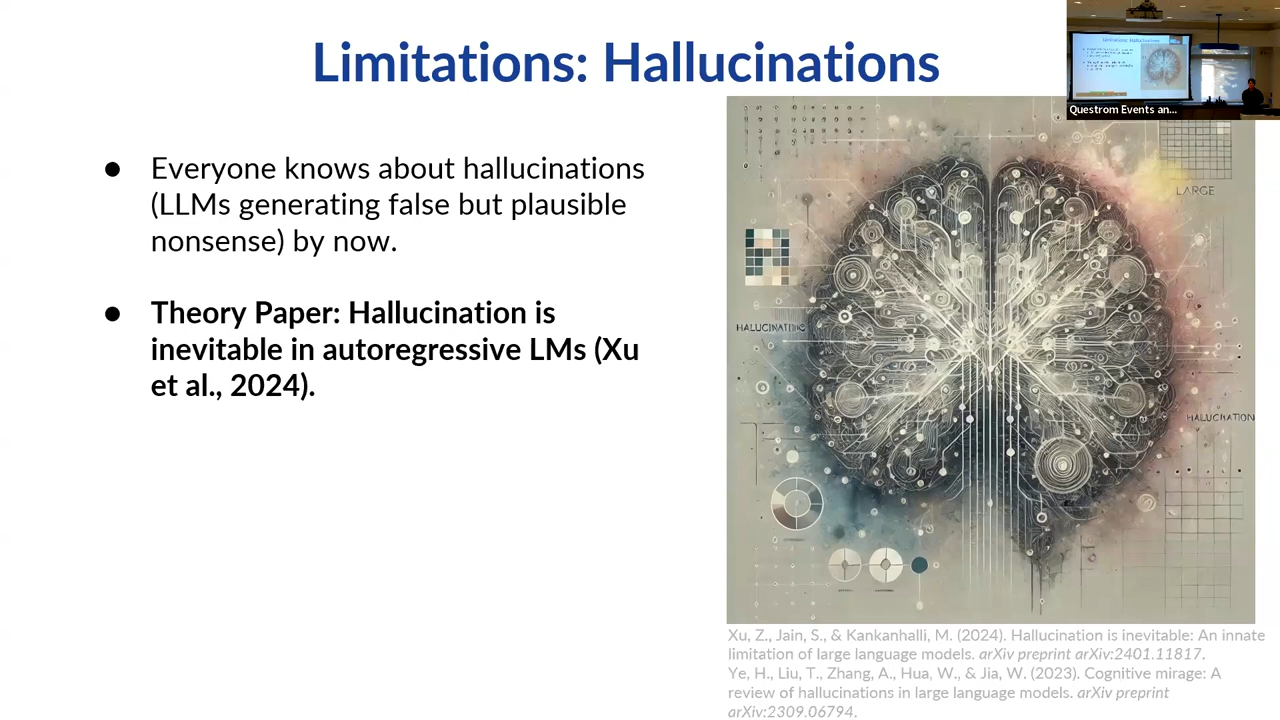 Limitations: Hallucinations
Questrom Events an...
● Everyone knows about hallucinations
(LLMs generating false but plausible
nonsense) by now.
● Theory Paper: Hallucination is
inevitable in autoregressive LMs (Xu
et al., 2024).
LARGE
HALUCINATING
HALUCINATION
Xu, Z., Jain, S., & Kankanhalli, M. (2024). Hallucination is inevitable: An innate
limitation of large language models. arXiv preprint arXiv:2401.11817.
Ye, H., Liu, T., Zhang, A., Hua, W., & Jia, W. (2023). Cognitive mirage: A
review of hallucinations in large language models. arXiv preprint
arXiv:2309.06794.